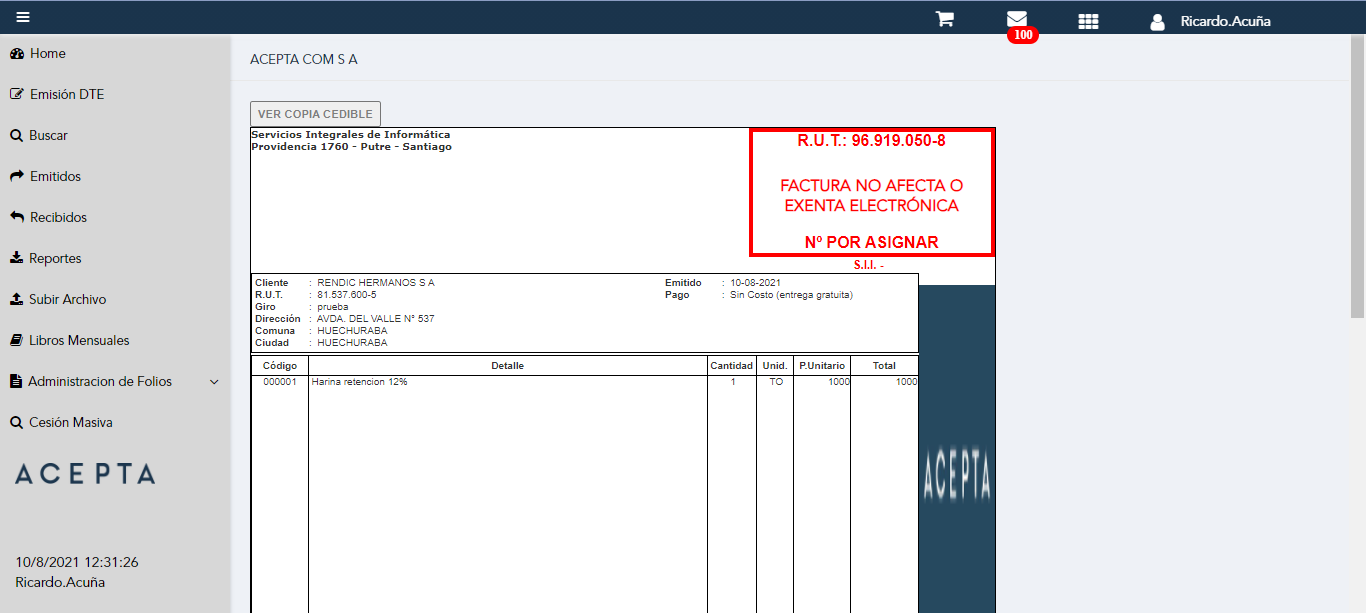 Ricardo.Acuña
100
Home
Emisión DTE
Buscar
Emitidos
Recibidos
Reportes
Subir Archivo
Libros Mensuales
Administracion de Folios
Cesión Masiva
ACEPTA
10/8/2021 12:31:26
Ricardo.Acuña
ACEPTA COM S A
VER COPIA CEDIBLE
Servicios Integrales de Informática
Providencia 1760 - Putre - Santiago
R.U.T.: 96.919.050-8
FACTURA NO AFECTA O
EXENTA ELECTRÓNICA
Nº POR ASIGNAR
S.I.I. -
Cliente : RENDIC HERMANOS S A Emitido : 10-08-2021
R.U.T. : 81.537.600-5 Pago : Sin Costo (entrega gratuita)
Giro : prueba
Dirección : AVDA. DEL VALLE N° 537
Comuna : HUECHURABA
Ciudad : HUECHURABA
Código Detalle Cantidad Unid. P.Unitario Total
000001 Harina retencion 12% 1 TO 1000 1000
ACEPTA